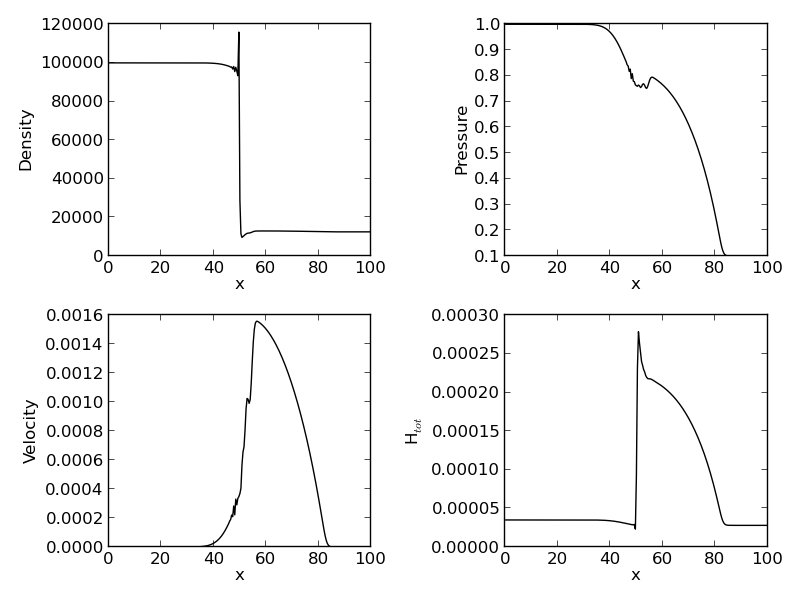 120000
100000
80000
60000
40000
20000
0
Density
0 20 40 60 80 100
x
1.0
0.9
0.8
0.7
0.6
0.5
0.4
0.3
0.2
0.1
Pressure
0 20 40 60 80 100
x
0.0016
0.0014
0.0012
0.0010
0.0008
0.0006
0.0004
0.0002
0.0000
Velocity
0 20 40 60 80 100
x
0.00030
0.00025
0.00020
0.00015
0.00010
0.00005
0.00000
H_tot
0 20 40 60 80 100
x